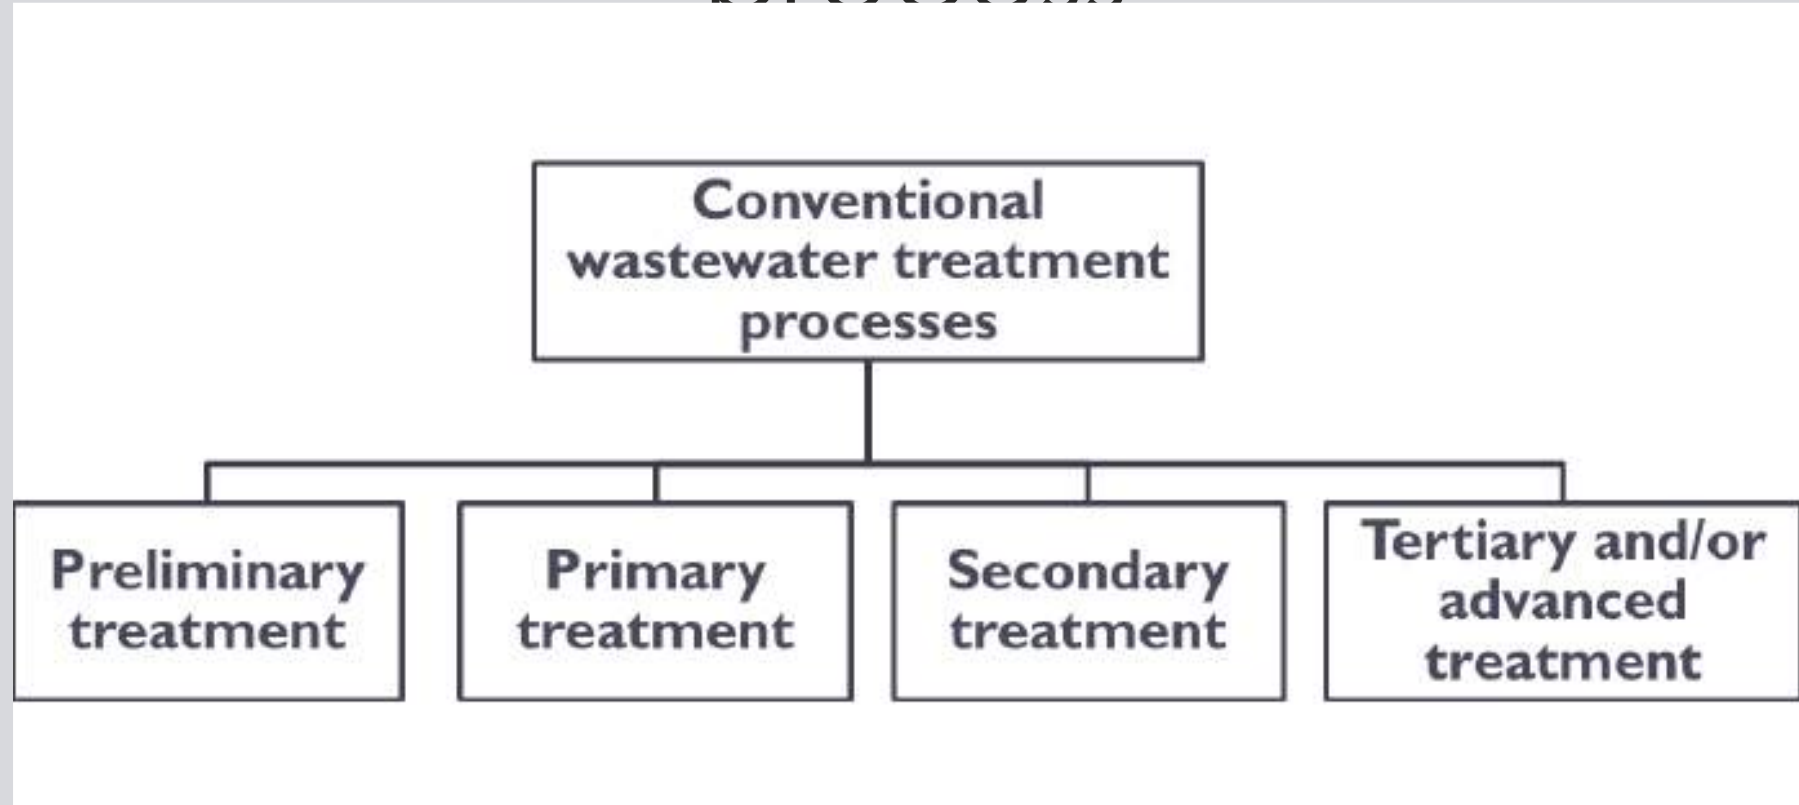 Conventional
wastewater treatment
processes
Preliminary
treatment
Primary
treatment
Secondary
treatment
Tertiary and/or
advanced
treatment